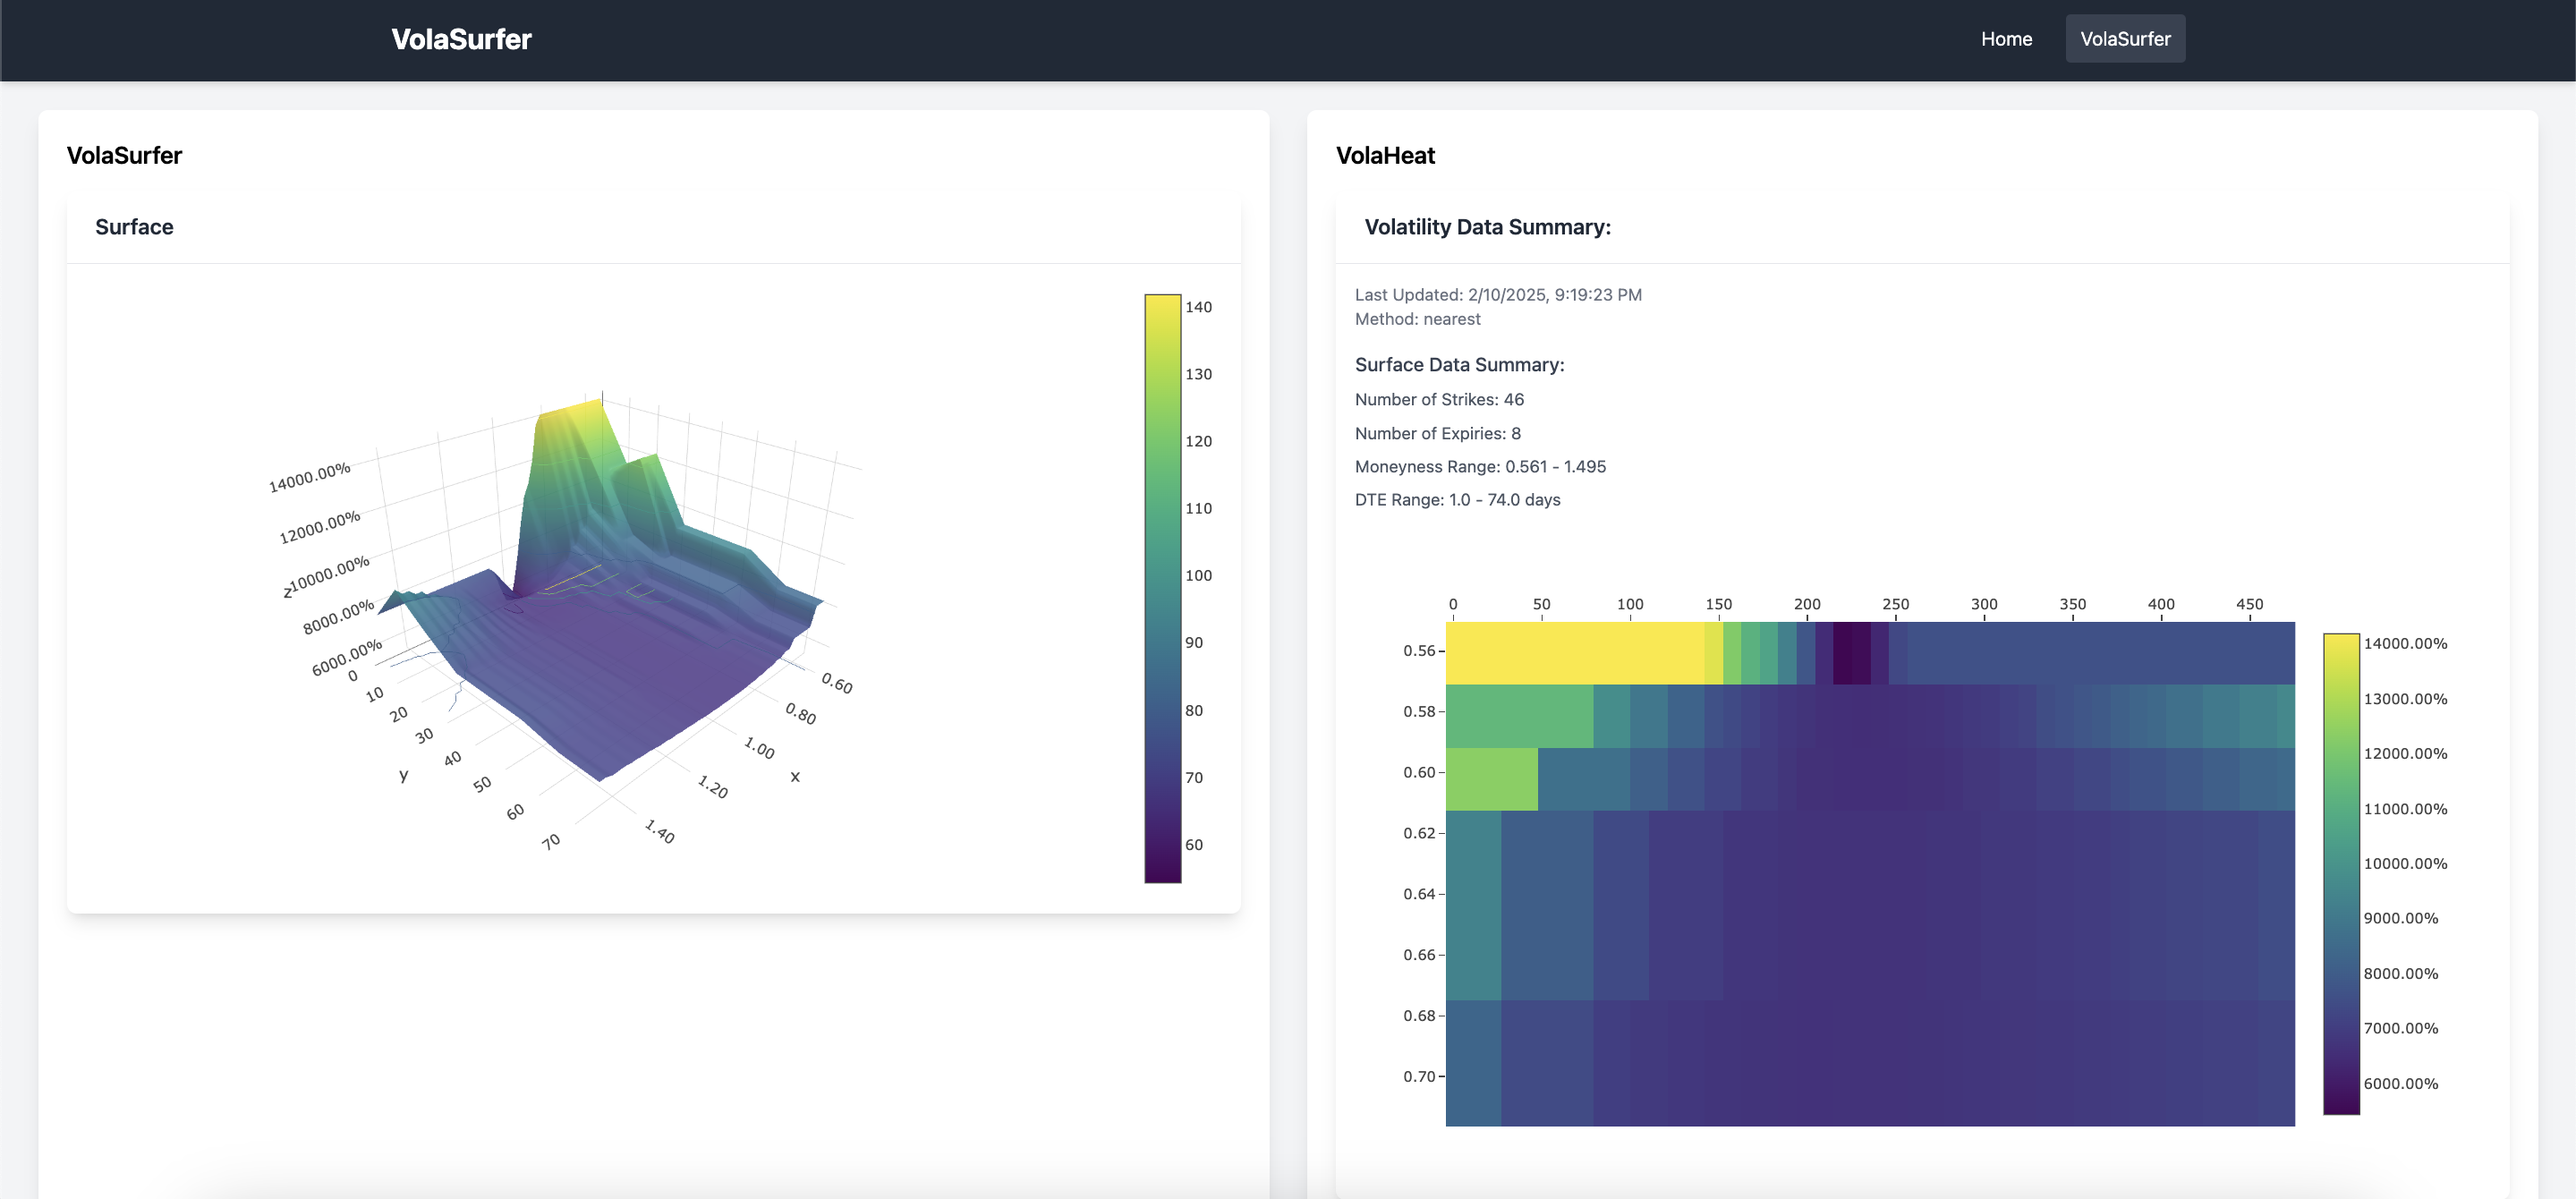 VolaSurfer
Home
VolaSurfer
VolaSurfer
Surface
14000.00%
12000.00%
10000.00%
8000.00%
6000.00%
z
0
10
20
30
40
50
60
70
y
0.60
0.80
1.00
1.20
1.40
x
140
130
120
110
100
90
80
70
60
VolaHeat
Volatility Data Summary:
Last Updated: 2/10/2025, 9:19:23 PM
Method: nearest
Surface Data Summary:
Number of Strikes: 46
Number of Expiries: 8
Moneyness Range: 0.561 - 1.495
DTE Range: 1.0 - 74.0 days
0 50 100 150 200 250 300 350 400 450
0.56
0.58
0.60
0.62
0.64
0.66
0.68
0.70
14000.00%
13000.00%
12000.00%
11000.00%
10000.00%
9000.00%
8000.00%
7000.00%
6000.00%